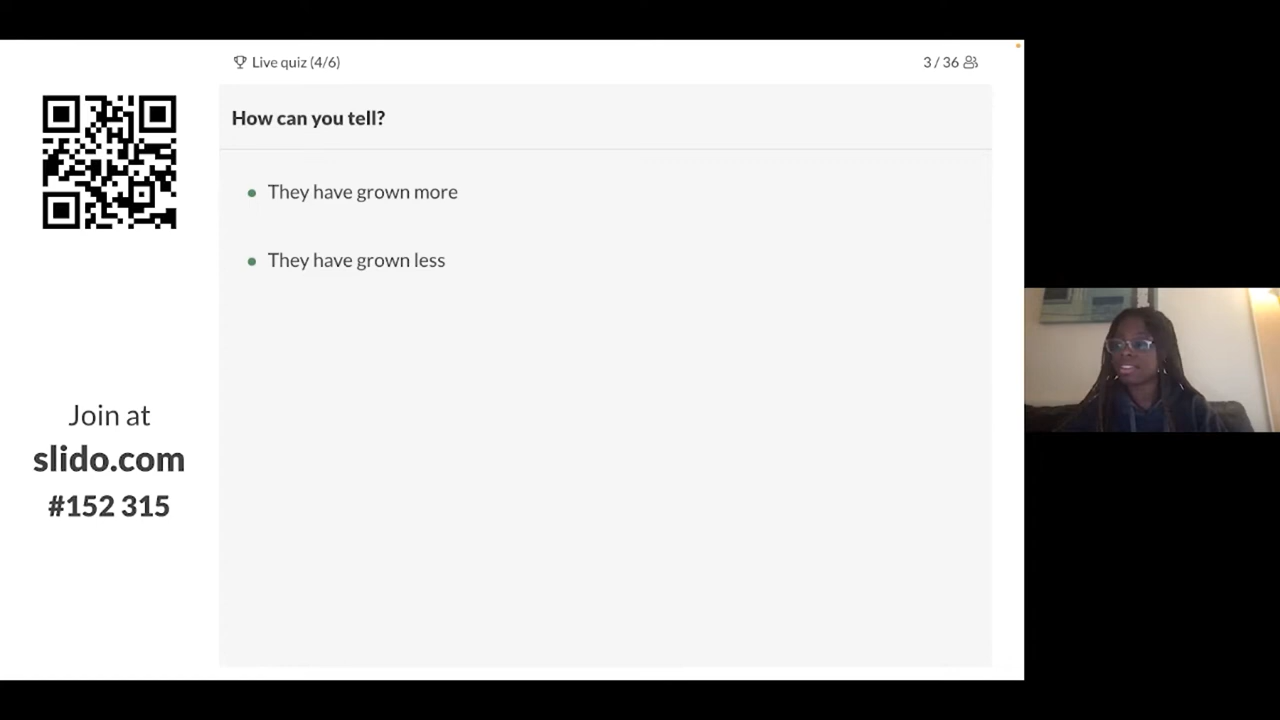 Live quiz (4/6)
3 / 36
How can you tell?
They have grown more
They have grown less
Join at
slido.com
#152 315